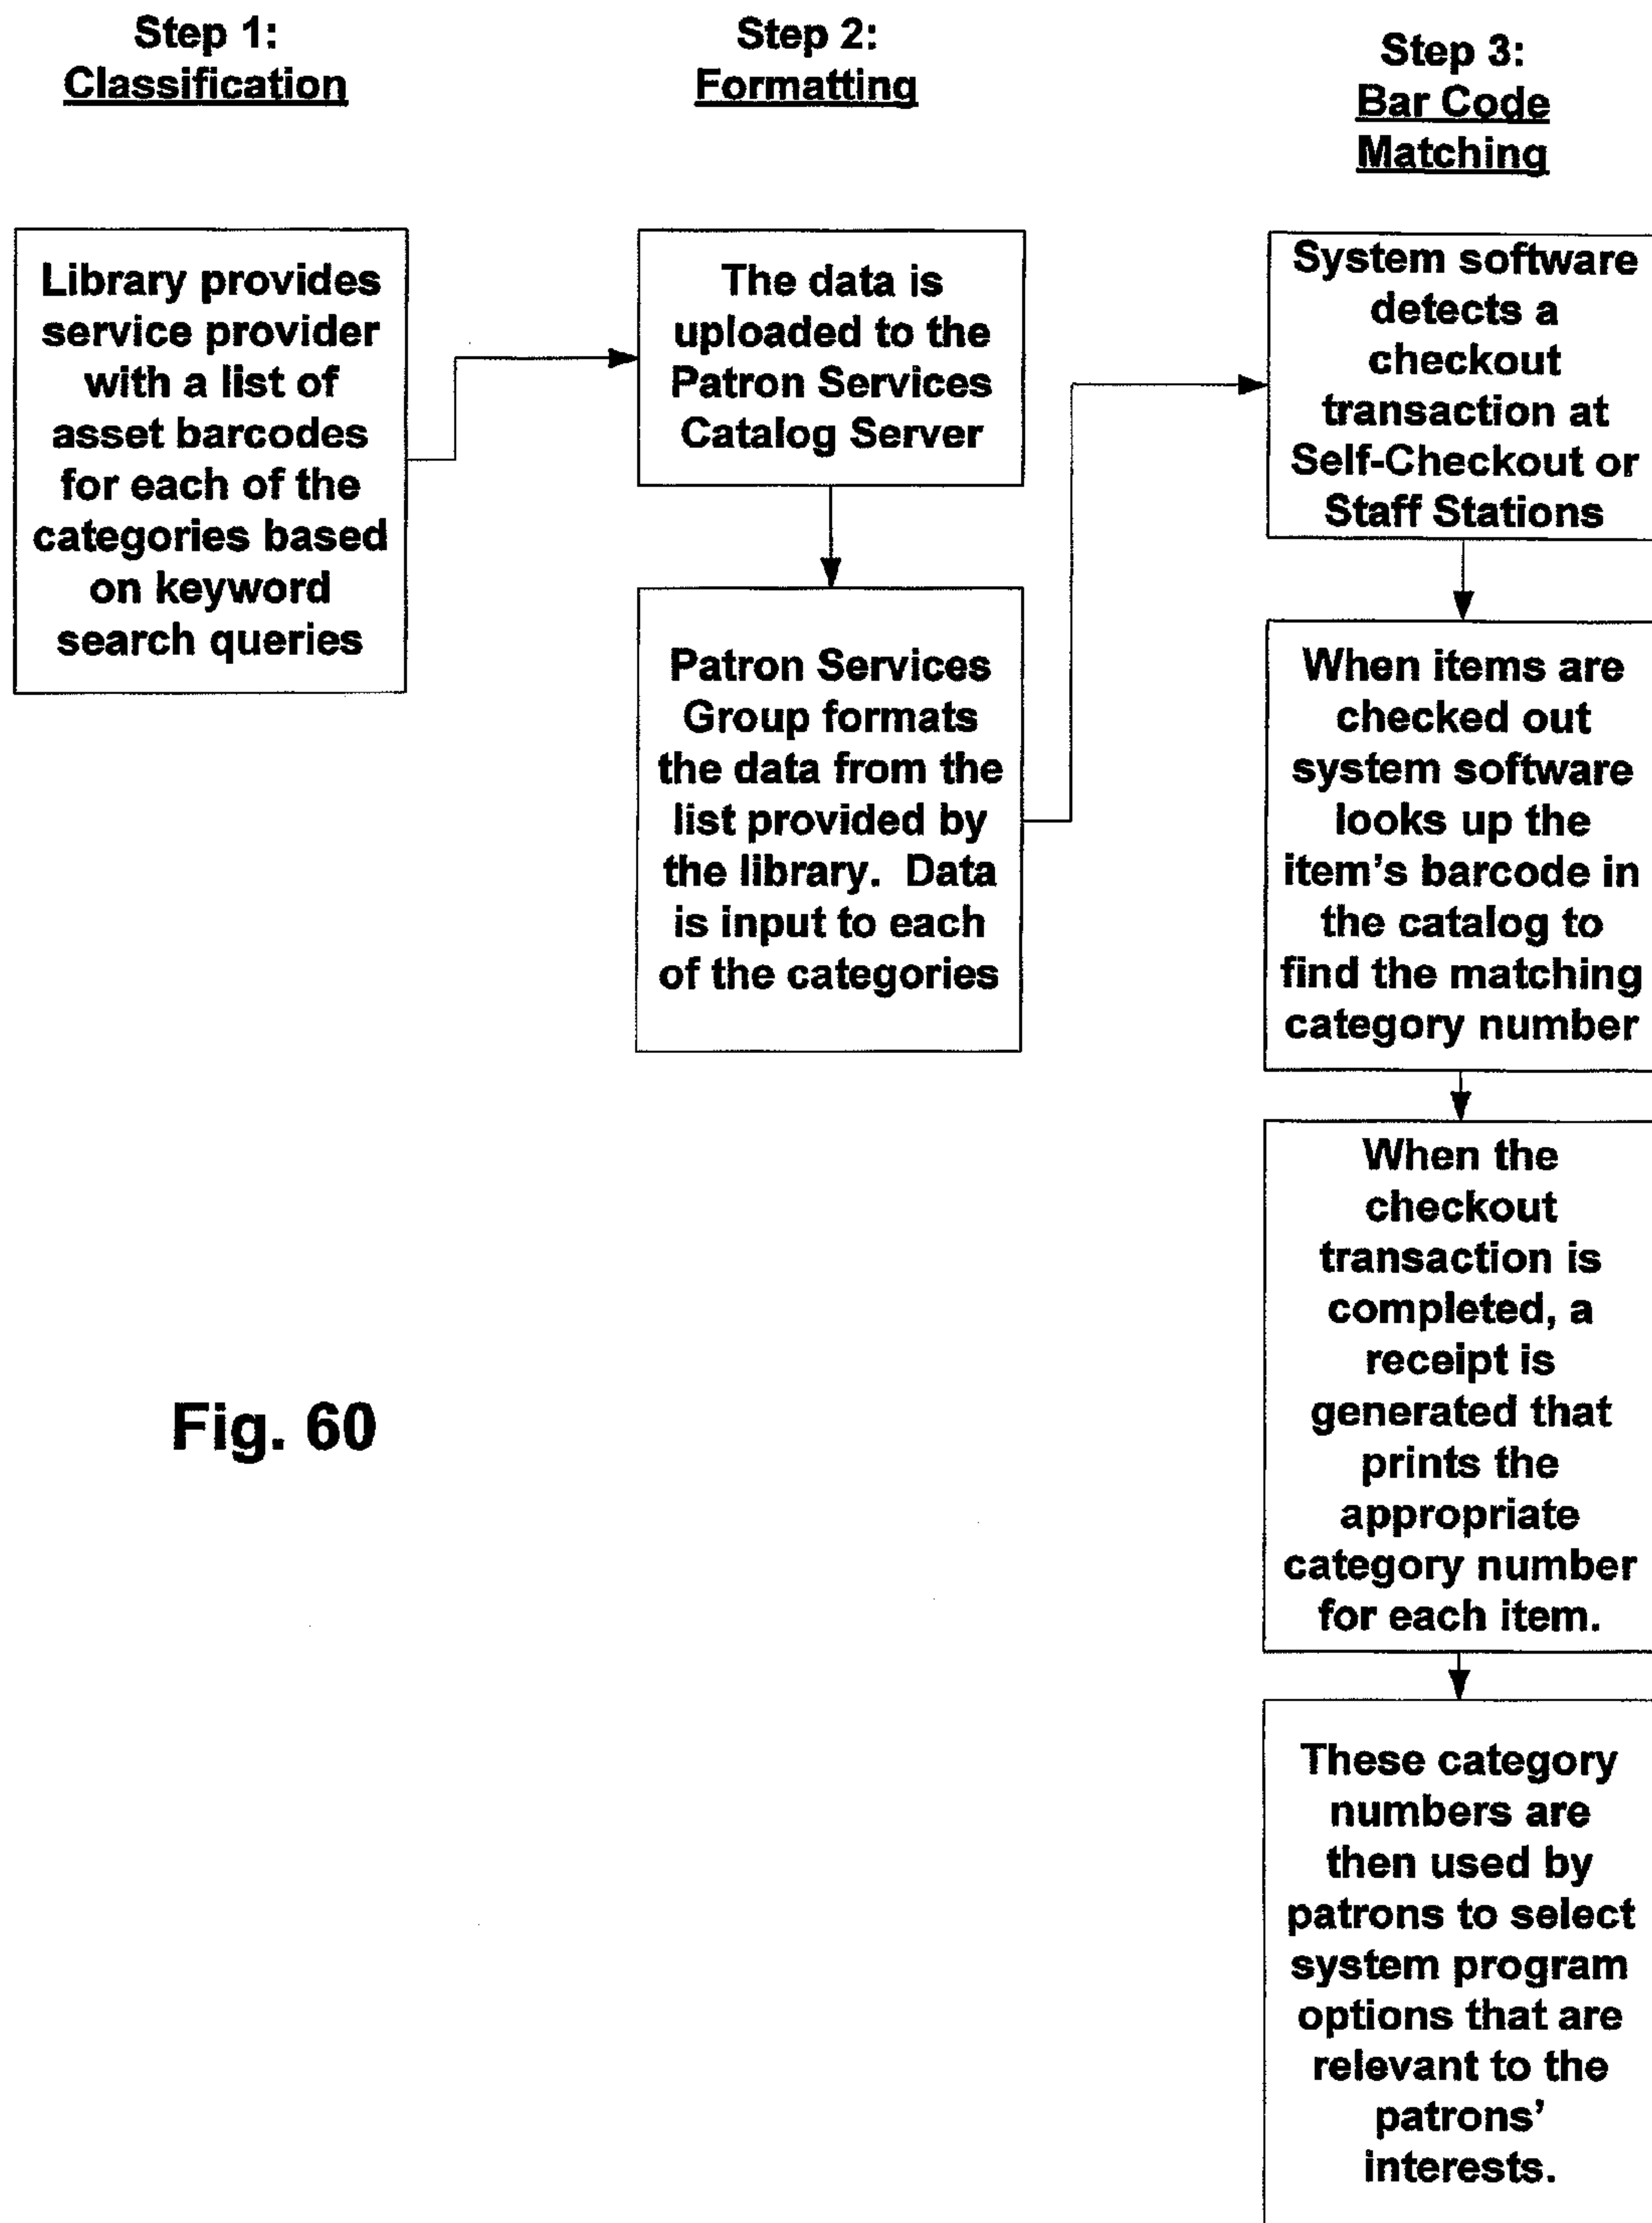 Step 1:
Classification
Library provides
service provider
with a list of
asset barcodes
for each of the
categories based
on keyword
search queries
Step 2:
Formatting
The data is
uploaded to the
Patron Services
Catalog Server
Patron Services
Group formats
the data from the
list provided by
the library. Data
is input to each
of the categories
Step 3:
Bar Code
Matching
System software
detects a
checkout
transaction at
Self-Checkout or
Staff Stations
When items are
checked out
system software
looks up the
item's barcode in
the catalog to
find the matching
category number
When the
checkout
transaction is
completed, a
receipt is
generated that
prints the
appropriate
category number
for each item.
These category
numbers are
then used by
patrons to select
system program
options that are
relevant to the
patrons'
interests.
Fig. 60